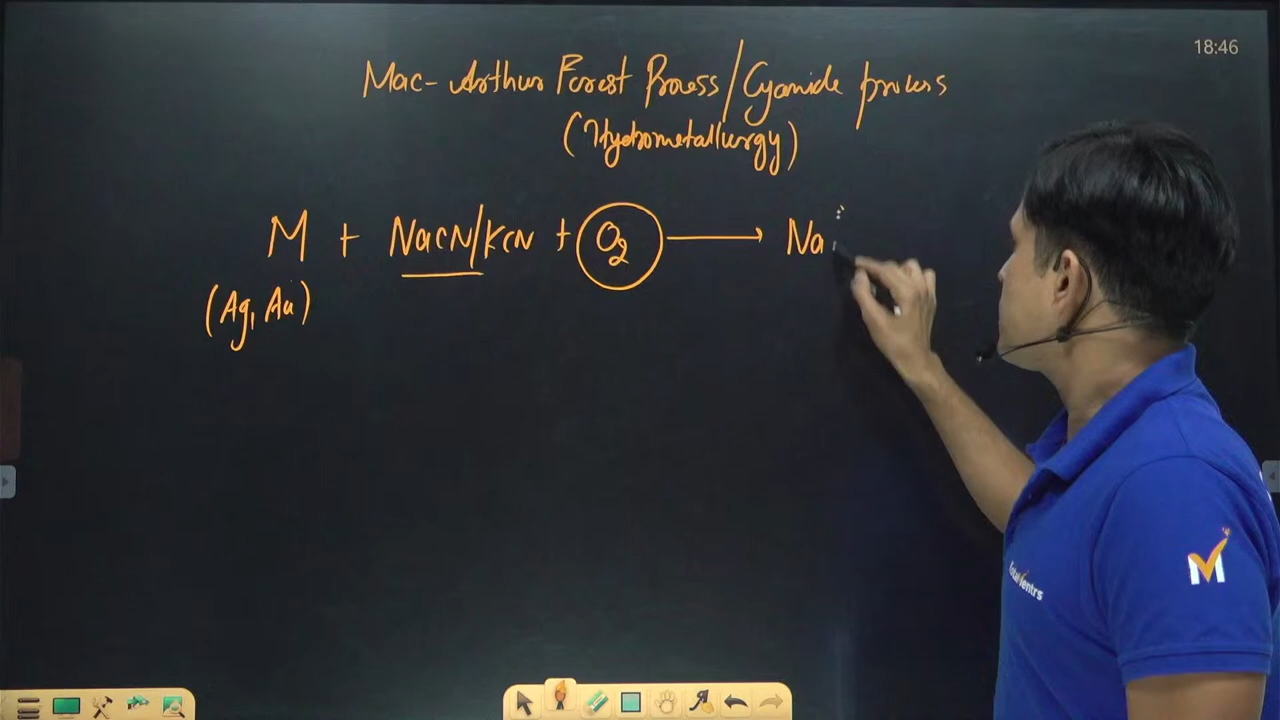 18:46
Mac-Arthur Forest Process/Cyanide process
(Hydrometallurgy)
M + NaCN/KCN + O2 → Na
(Ag, Au)
M